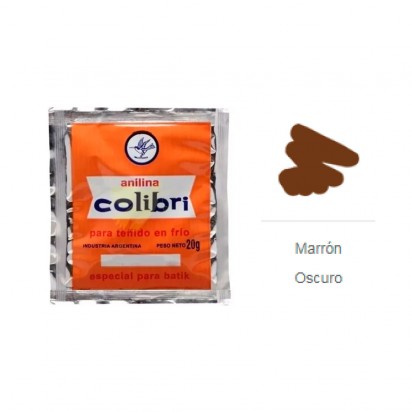 anilina
colibri
para teñido en frío
INDUSTRIA ARGENTINA PESO NETO 20g
especial para batik
Marrón
Oscuro